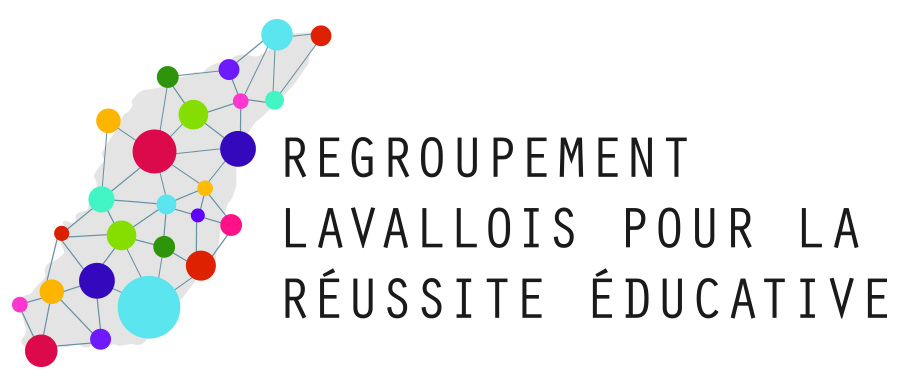 REGROUPEMENT
LAVALLOIS POUR LA
RÉUSSITE ÉDUCATIVE